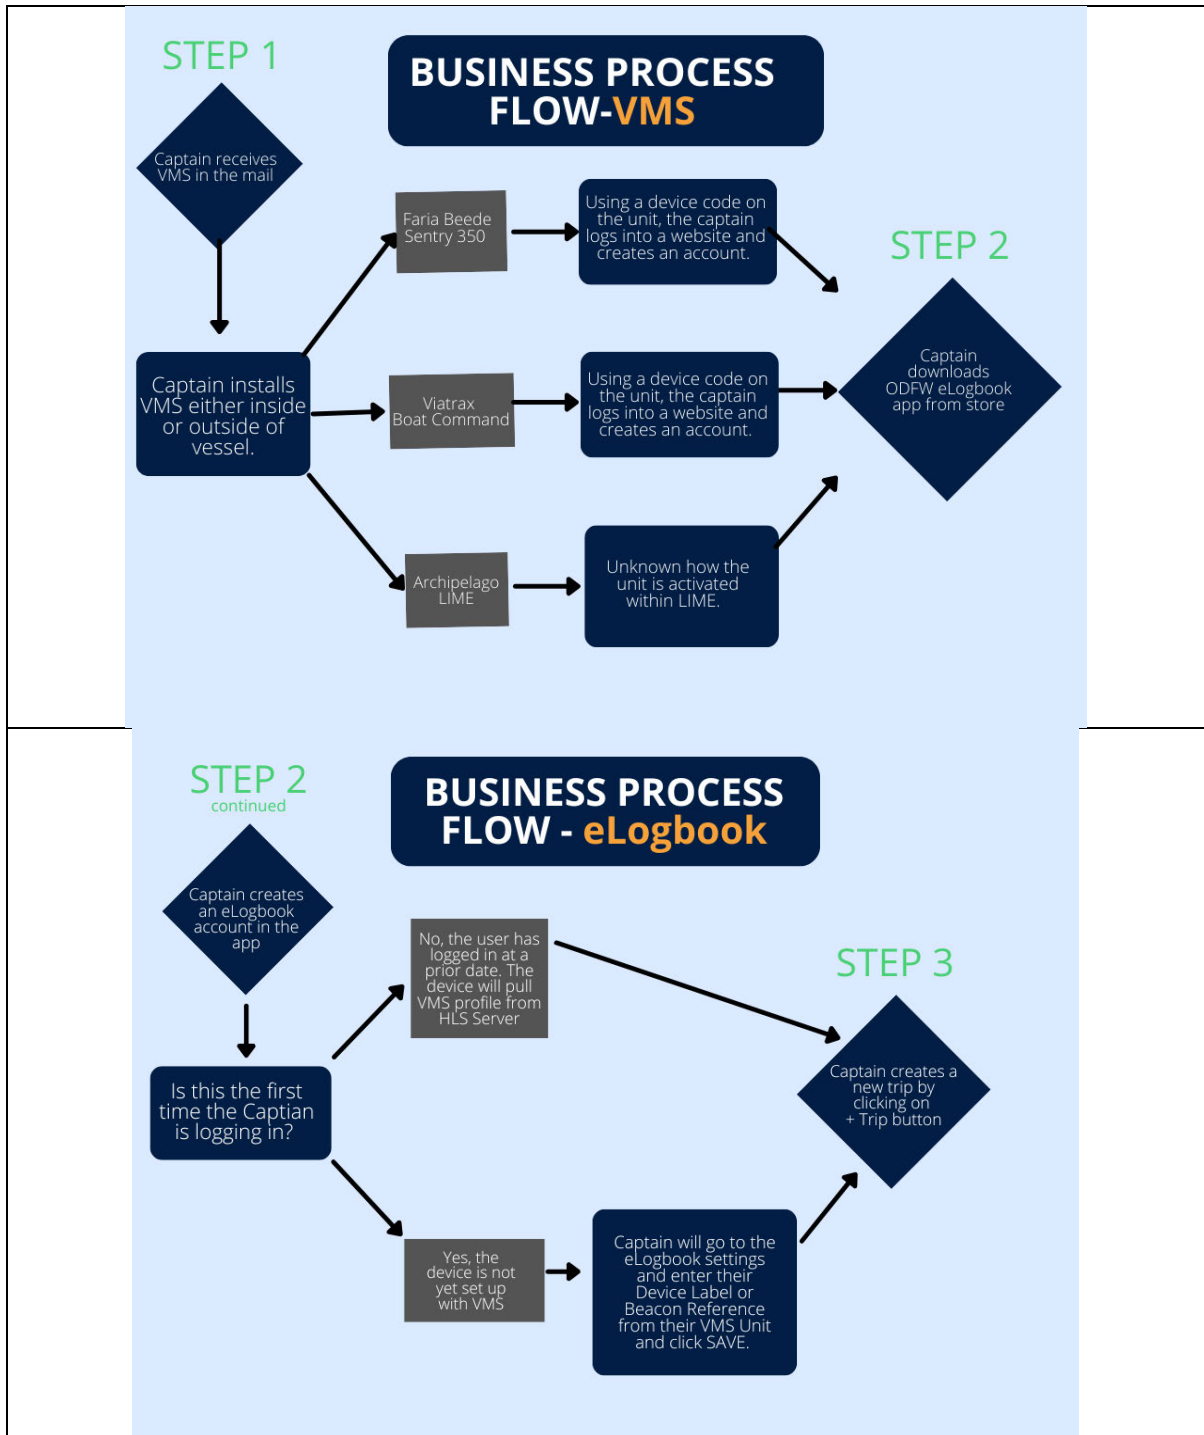 STEP 1
BUSINESS PROCESS
FLOW-VMS
Captain receives
VMS in the mail
Faria Beede
Sentry 350
Using a device code on
the unit, the captain
logs into a website and
creates an account.
STEP 2
Captain installs
VMS either inside
or outside of
vessel.
Viatrax
Boat Command
Using a device code on
the unit, the captain
logs into a website and
creates an account.
Captain
downloads
ODFW eLogbook
app from store
Archipelago
LIME
Unknown how the
unit is activated
within LIME.
STEP 2
continued
BUSINESS PROCESS
FLOW - eLogbook
Captain creates
an eLogbook
account in the
app
No, the user has
logged in at a
prior date. The
device will pull
VMS profile from
HLS Server
STEP 3
Is this the first
time the Captian
is logging in?
Captain creates a
new trip by
clicking on
+ Trip button
Yes, the
device is not
yet set up
with VMS
Captain will go to the
eLogbook settings
and enter their
Device Label or
Beacon Reference
from their VMS Unit
and click SAVE.